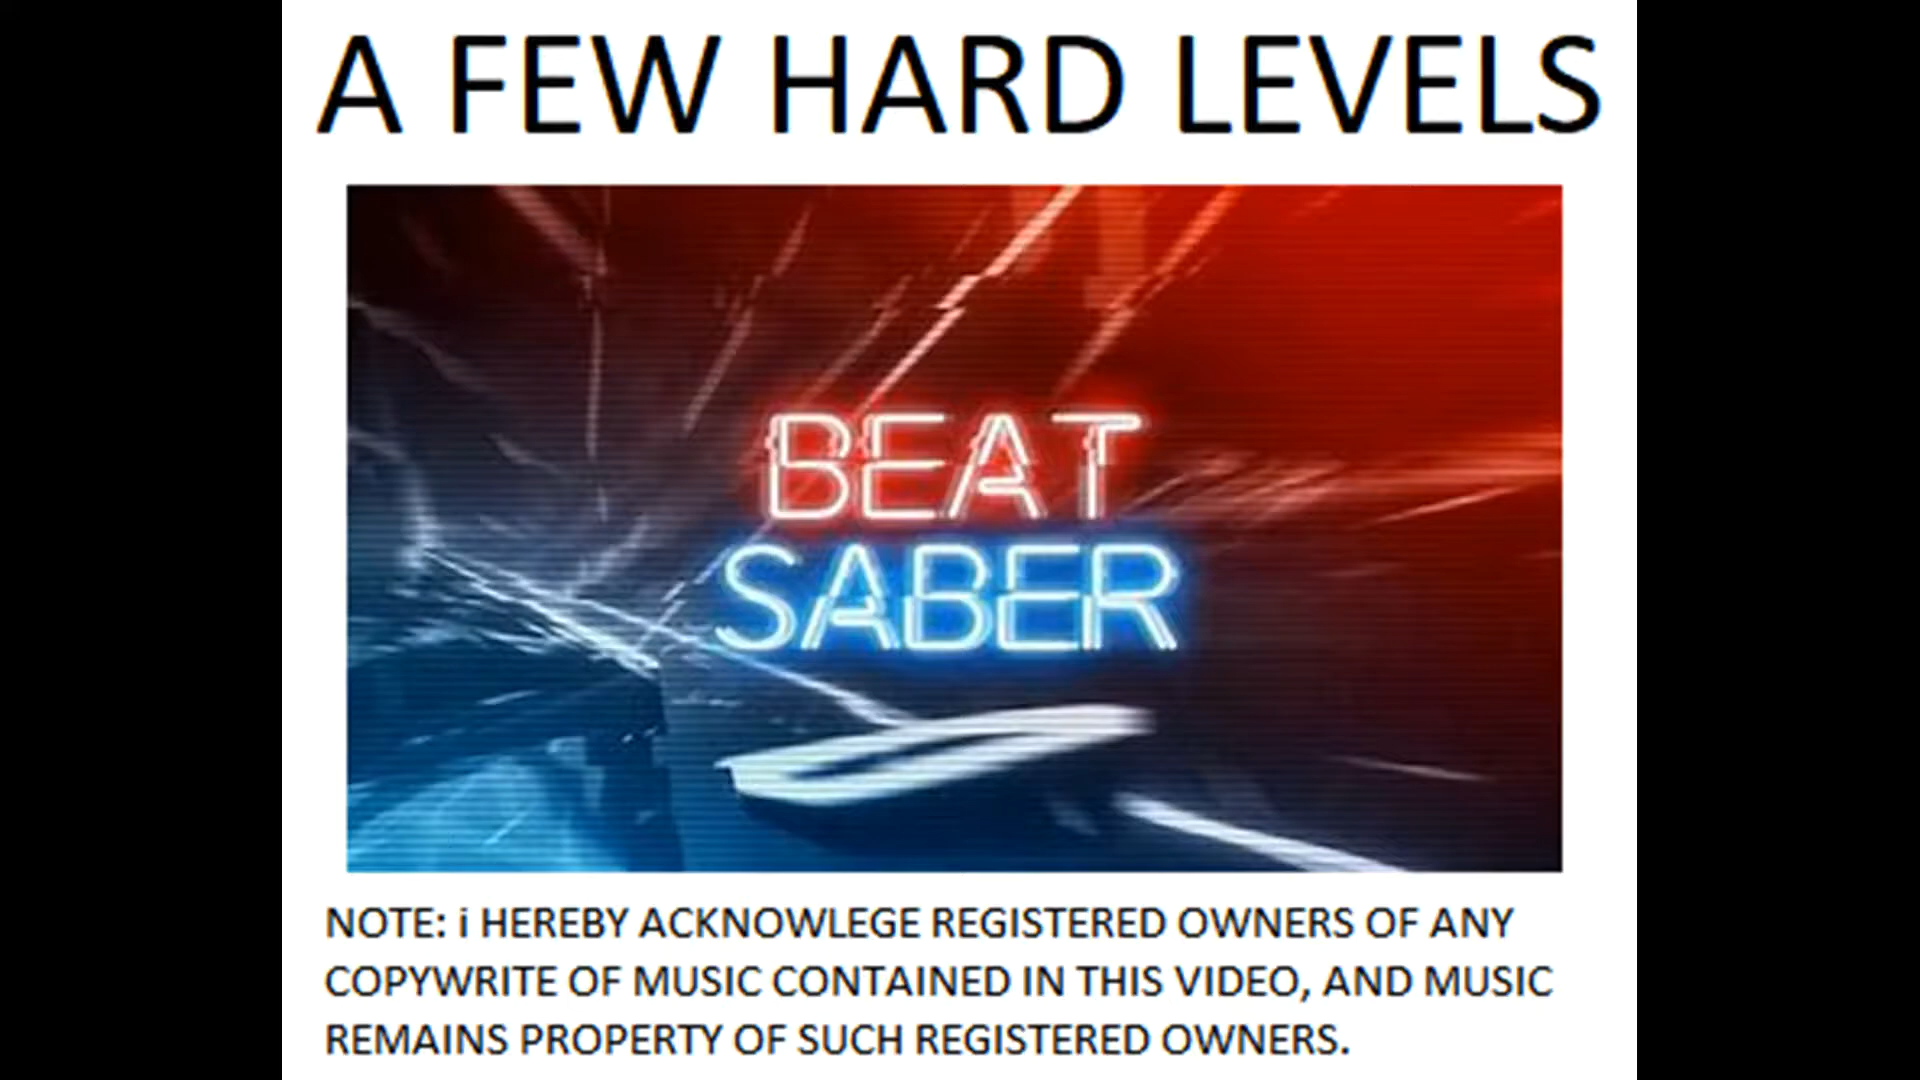 A FEW HARD LEVELS
BEAT
SABER
NOTE: i HEREBY ACKNOWLEGE REGISTERED OWNERS OF ANY
COPYWRITE OF MUSIC CONTAINED IN THIS VIDEO, AND MUSIC
REMAINS PROPERTY OF SUCH REGISTERED OWNERS.